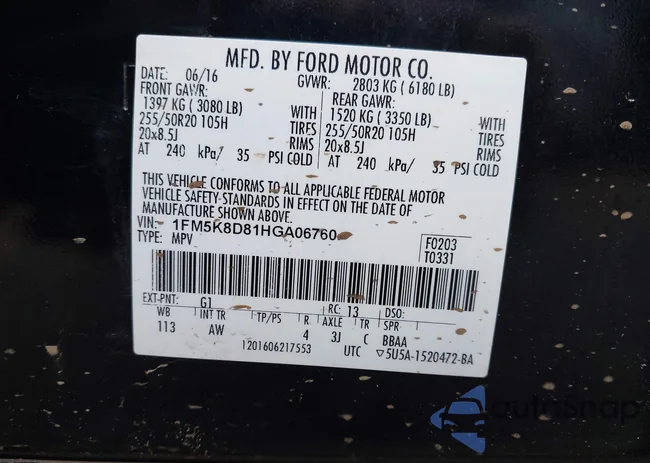 MFD. BY FORD MOTOR CO.
DATE: 06/16 GVWR: 2803 KG ( 6180 LB)
FRONT GAWR: REAR GAWR:
1397 KG ( 3080 LB) WITH 1520 KG ( 3350 LB) WITH
255/50R20 105H TIRES 255/50R20 105H TIRES
20x8.5J RIMS 20x8.5J RIMS
AT 240 kPa/ 35 PSI COLD AT 240 kPa/ 35 PSI COLD
THIS VEHICLE CONFORMS TO ALL APPLICABLE FEDERAL MOTOR
VEHICLE SAFETY-STANDARDS IN EFFECT ON THE DATE OF
MANUFACTURE SHOWN ABOVE.
VIN: 1FM5K8D81HGA06760
TYPE: MPV
F0203
T0331
EXT-PNT: G1 RC: 13 DSO:
WB INT TR TP/PS R AXLE TR SPR
113 AW 4 3J C BBAA
1201606217553 UTC 5U5A-1520472-BA
autoSnap